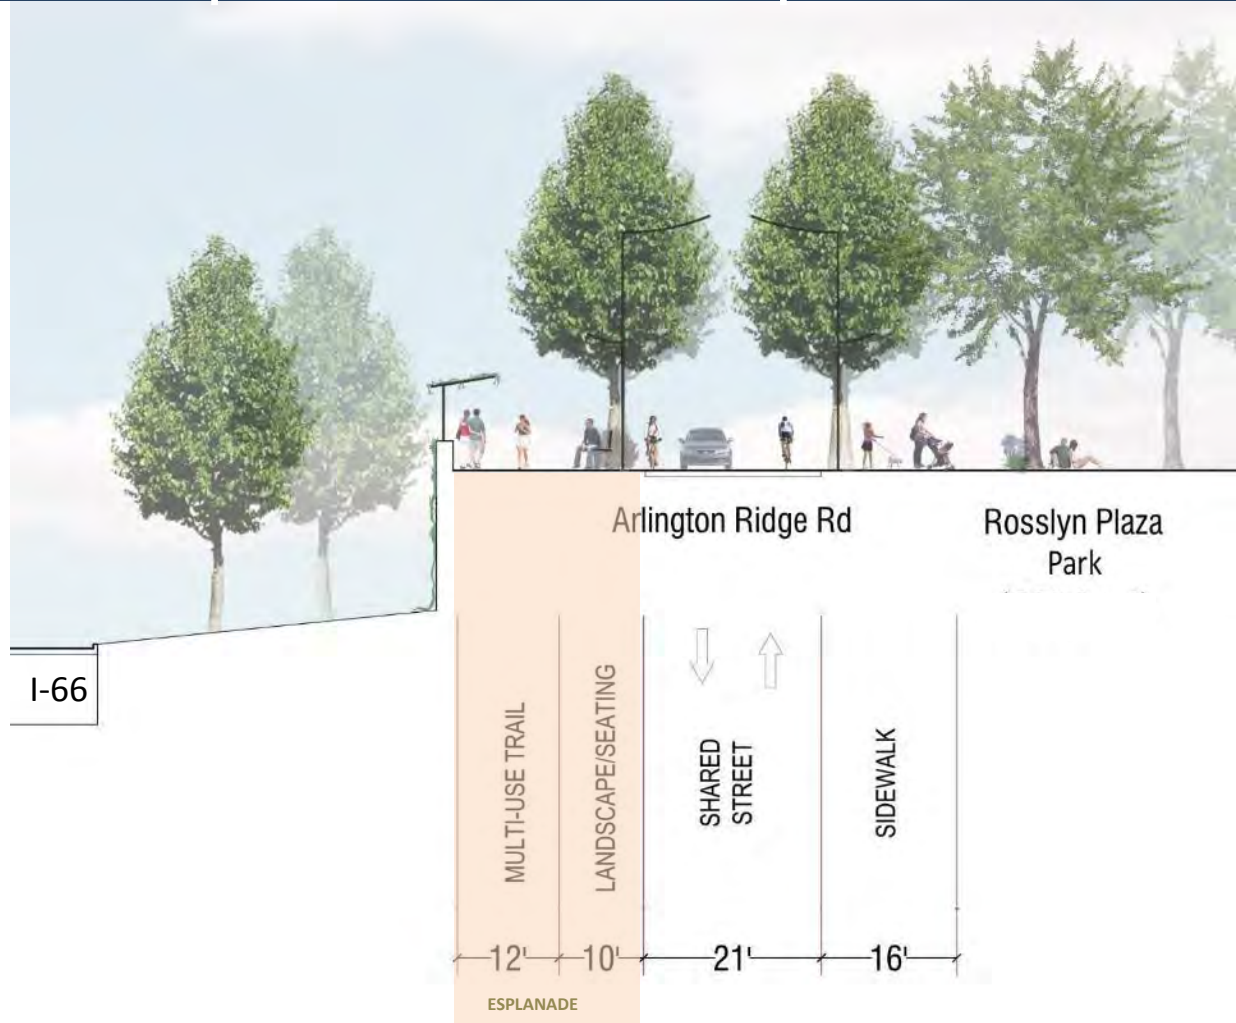 Arlington Ridge Rd
Rosslyn Plaza
Park
I-66
MULTI-USE TRAIL
LANDSCAPE/SEATING
SHARED
STREET
SIDEWALK
12'
10'
21'
16'
ESPLANADE